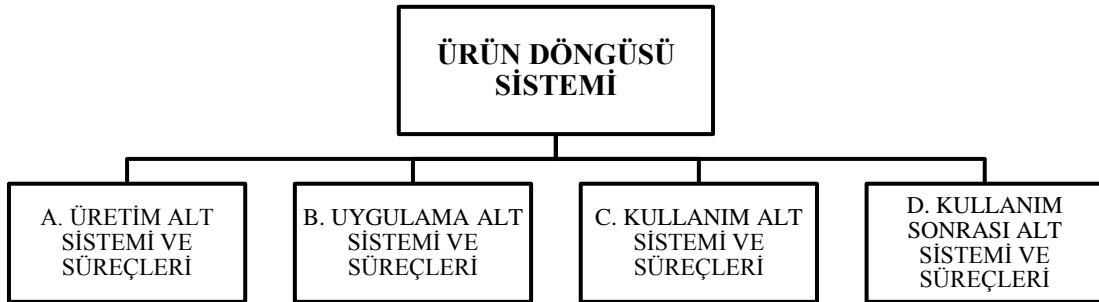 ÜRÜN DÖNGÜSÜ
SİSTEMİ
A. ÜRETİM ALT
SİSTEMİ VE
SÜREÇLERİ
B. UYGULAMA ALT
SİSTEMİ VE
SÜREÇLERİ
C. KULLANIM ALT
SİSTEMİ VE
SÜREÇLERİ
D. KULLANIM
SONRASI ALT
SİSTEMİ VE
SÜREÇLERİ